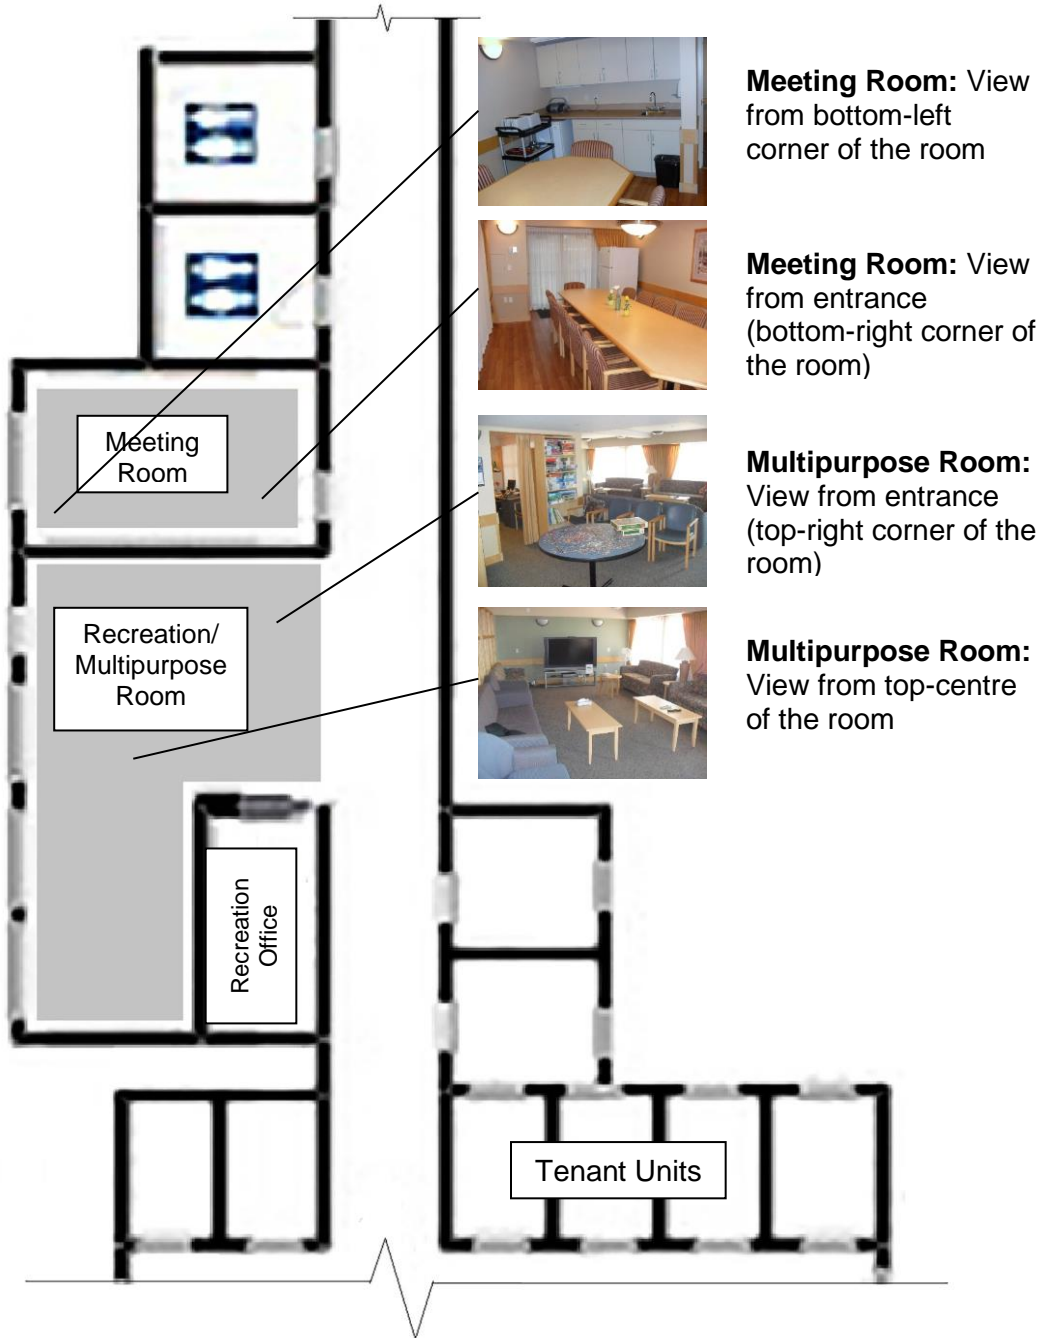 Meeting Room: View
from bottom-left
corner of the room
Meeting Room: View
from entrance
(bottom-right corner of
the room)
Meeting
Room
Multipurpose Room:
View from entrance
(top-right corner of the
room)
Recreation/
Multipurpose
Room
Multipurpose Room:
View from top-centre
of the room
Recreation
Office
Tenant Units